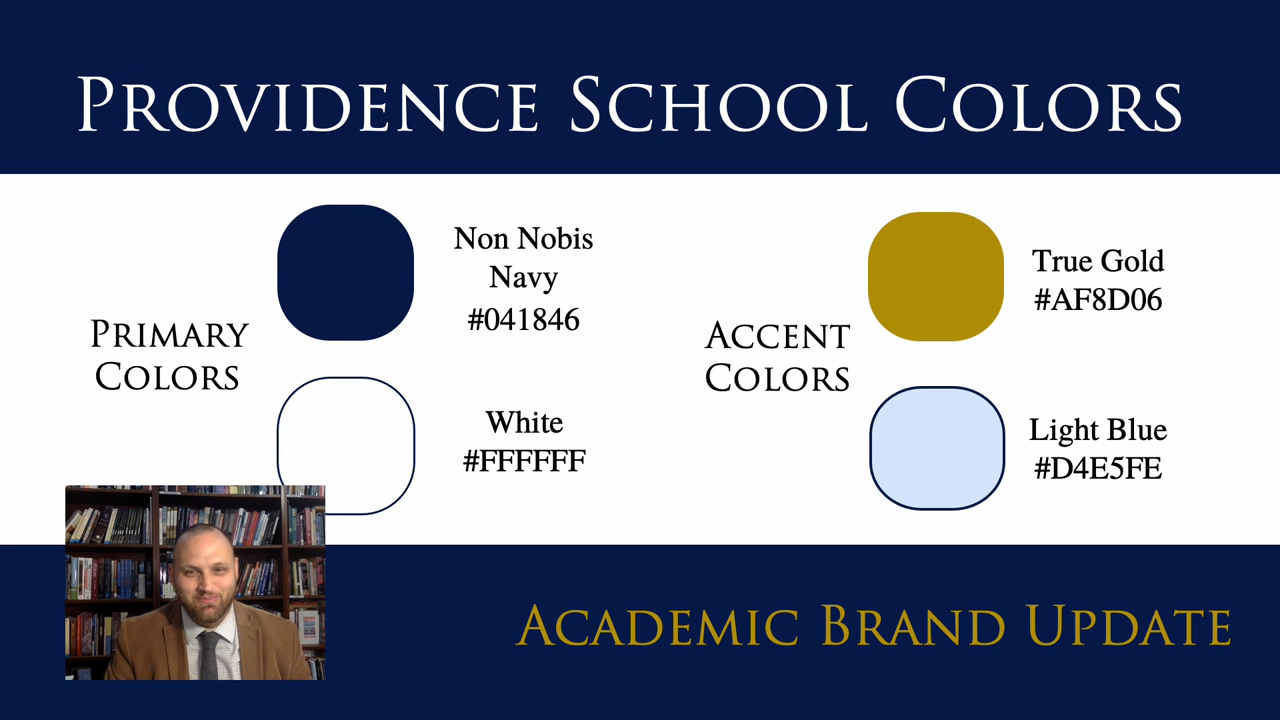 Providence School Colors
Primary
Colors
Non Nobis
Navy
#041846
White
#FFFFFF
Accent
Colors
True Gold
#AF8D06
Light Blue
#D4E5FE
Academic Brand Update